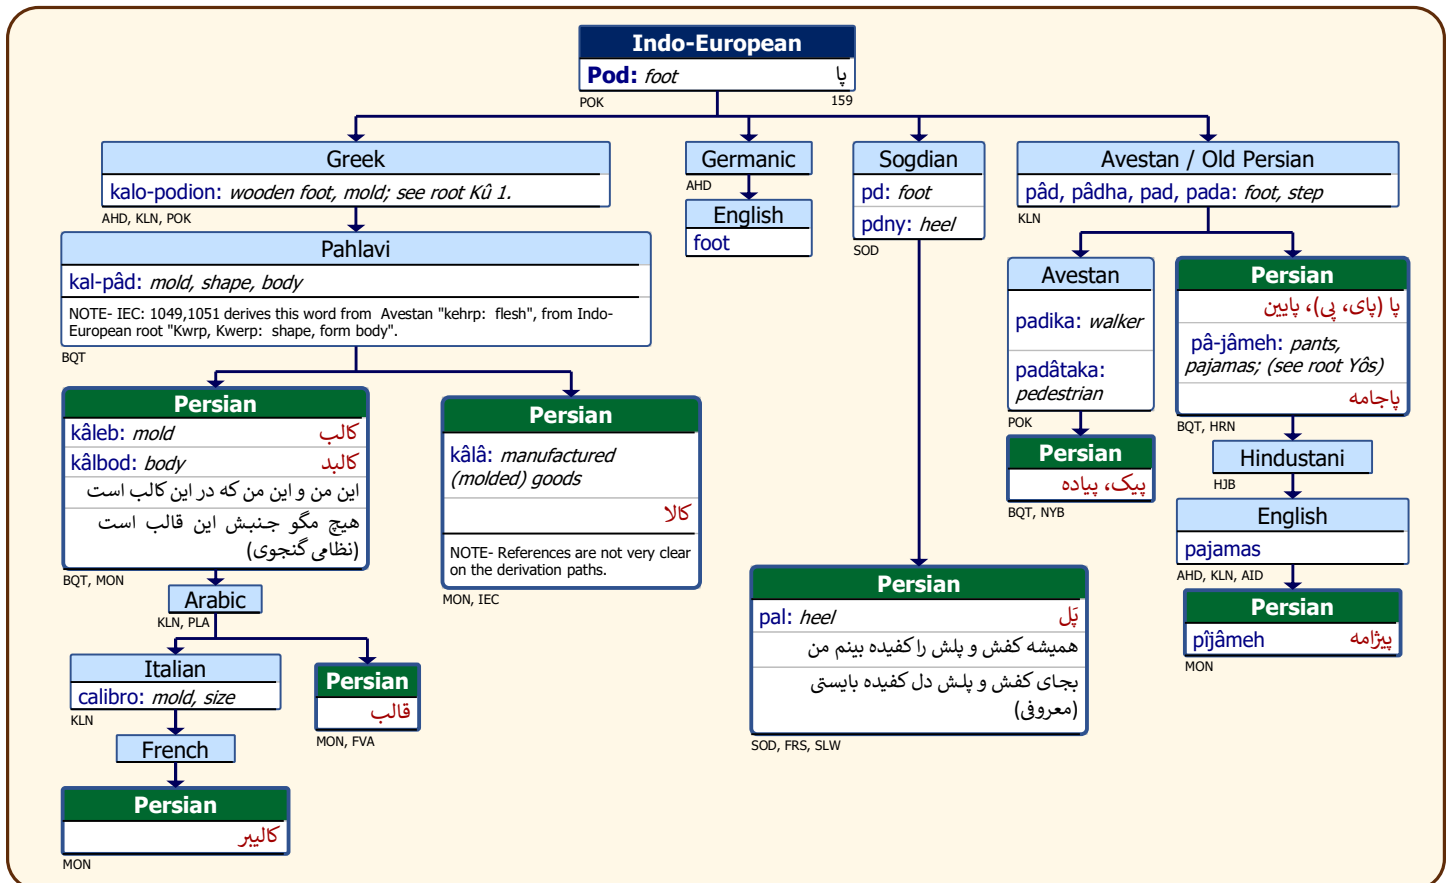 Indo-European
Pod: foot پا
POK 159
Greek
kalo-podion: wooden foot, mold; see root Kû 1.
AHD, KLN, POK
Pahlavi
kal-pâd: mold, shape, body
NOTE- IEC: 1049,1051 derives this word from Avestan "kehrp: flesh", from Indo-
European root "Kwrp, Kwerp: shape, form body".
BQT
Persian
kâleb: mold کالب
kâlbod: body کالبد
این من و این من که در این کالب است
هیچ مگو جنبش این قالب است
(نظامی گنجوی)
BQT, MON
Arabic
KLN, PLA
Italian
calibro: mold, size
KLN
French
Persian
کالیبر
MON
Persian
قالب
MON, FVA
Persian
kâlâ: manufactured
(molded) goods
کالا
NOTE- References are not very clear
on the derivation paths.
MON, IEC
Germanic
AHD
English
foot
Sogdian
pd: foot
pdny: heel
SOD
Persian
pal: heel پَل
همیشه کفش و پلش را کفیده بینم من
بجای کفش و پلش دل کفیده بایستی
(معروفی)
SOD, FRS, SLW
Avestan / Old Persian
pâd, pâdha, pad, pada: foot, step
KLN
Avestan
padika: walker
padâtaka:
pedestrian
POK
Persian
پیک، پیاده
BQT, NYB
Persian
پا (پای، پی)، پایین
pâ-jâmeh: pants,
pajamas; (see root Yôs)
پاجامه
BQT, HRN
Hindustani
HJB
English
pajamas
AHD, KLN, AID
Persian
pîjâmeh پیژامه
MON